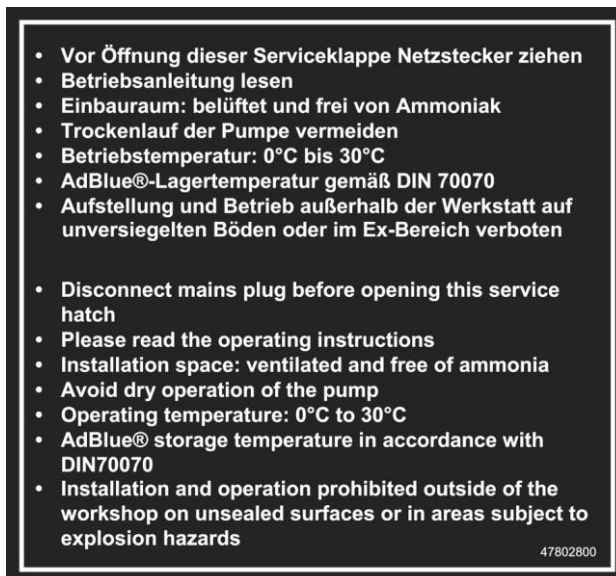 • Vor Öffnung dieser Serviceklappe Netzstecker ziehen
• Betriebsanleitung lesen
• Einbauraum: belüftet und frei von Ammoniak
• Trockenlauf der Pumpe vermeiden
• Betriebstemperatur: 0°C bis 30°C
• AdBlue®-Lagertemperatur gemäß DIN 70070
• Aufstellung und Betrieb außerhalb der Werkstatt auf
unversiegelten Böden oder im Ex-Bereich verboten
• Disconnect mains plug before opening this service
hatch
• Please read the operating instructions
• Installation space: ventilated and free of ammonia
• Avoid dry operation of the pump
• Operating temperature: 0°C to 30°C
• AdBlue® storage temperature in accordance with
DIN70070
• Installation and operation prohibited outside of the
workshop on unsealed surfaces or in areas subject to
explosion hazards
47802800